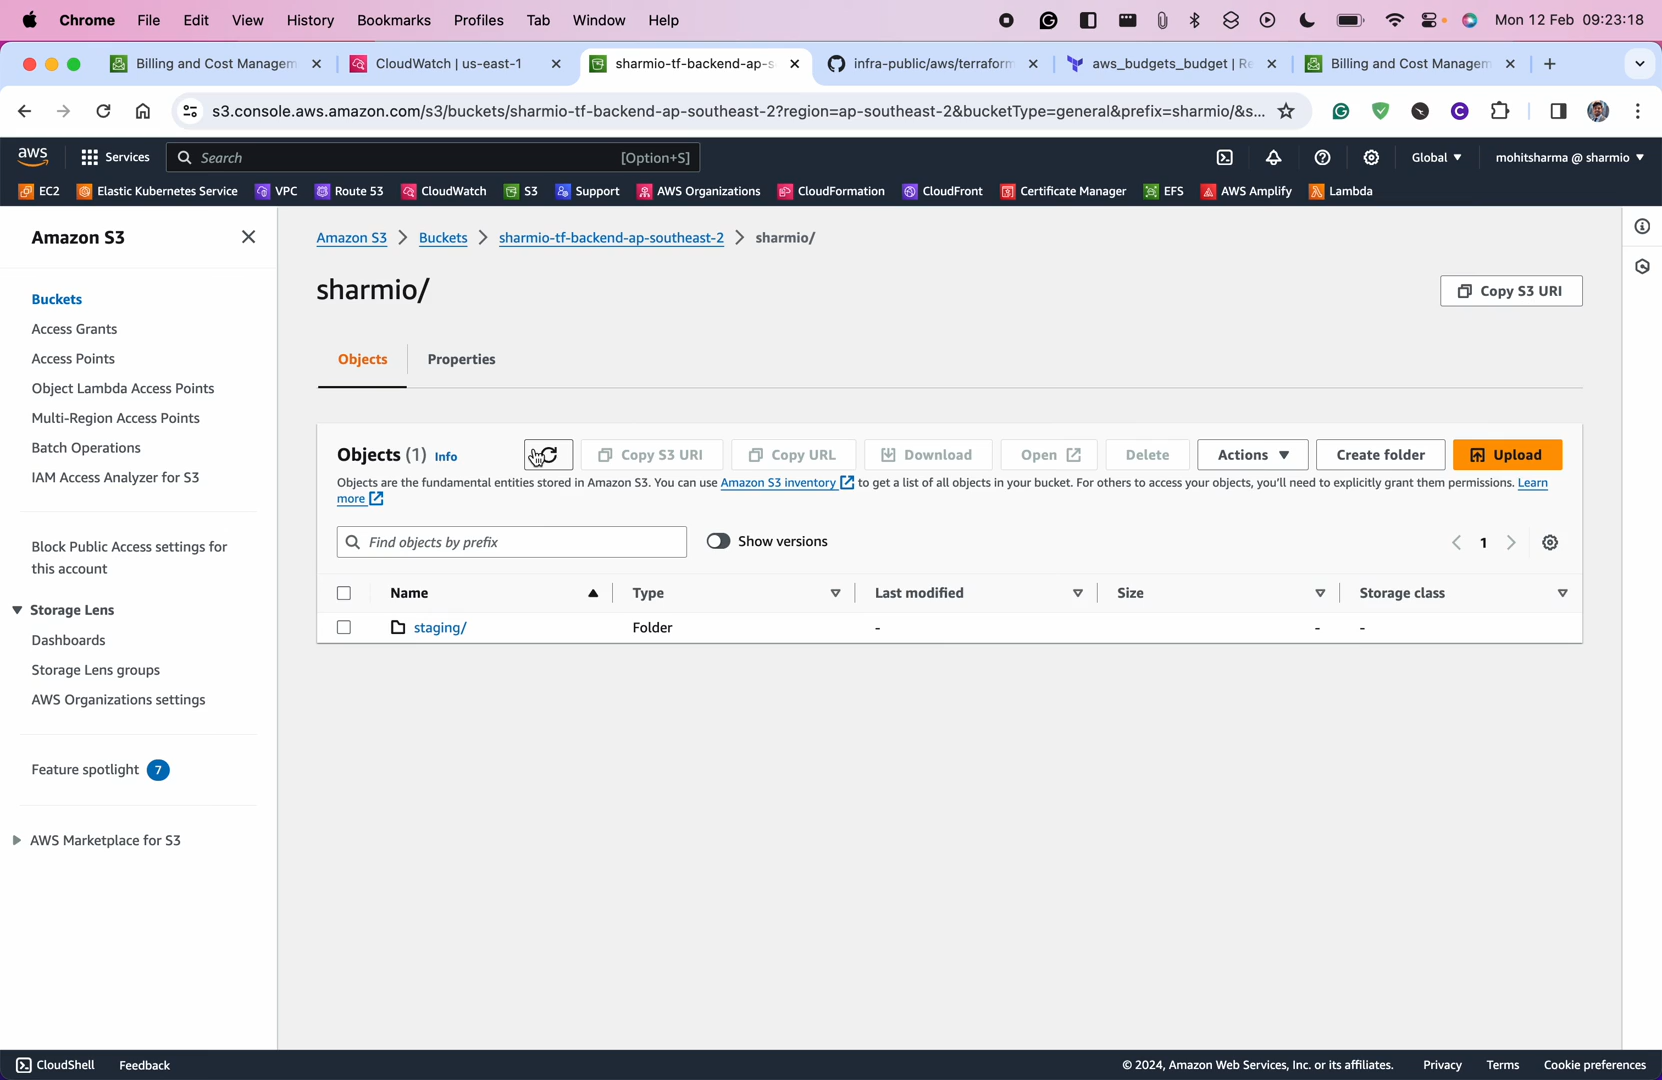 Chrome File Edit View History Bookmarks Profiles Tab Window Help Mon 12 Feb 09:23:18
Billing and Cost Managem CloudWatch | us-east-1 sharmio-tf-backend-ap-s infra-public/aws/terraform aws_budgets_budget | Re Billing and Cost Managem
s3.console.aws.amazon.com/s3/buckets/sharmio-tf-backend-ap-southeast-2?region=ap-southeast-2&bucketType=general&prefix=sharmio/&s...
aws Services Search [Option+S] Global mohitsharma @ sharmio
EC2 Elastic Kubernetes Service VPC Route 53 CloudWatch S3 Support AWS Organizations CloudFormation CloudFront Certificate Manager EFS AWS Amplify Lambda
Amazon S3
Buckets
Access Grants
Access Points
Object Lambda Access Points
Multi-Region Access Points
Batch Operations
IAM Access Analyzer for S3
Block Public Access settings for
this account
Storage Lens
Dashboards
Storage Lens groups
AWS Organizations settings
Feature spotlight 7
AWS Marketplace for S3
Amazon S3 Buckets sharmio-tf-backend-ap-southeast-2 sharmio/
sharmio/
Copy S3 URI
Objects Properties
Objects (1) Info Copy S3 URI Copy URL Download Open Delete Actions Create folder Upload
Objects are the fundamental entities stored in Amazon S3. You can use Amazon S3 inventory to get a list of all objects in your bucket. For others to access your objects, you'll need to explicitly grant them permissions. Learn
more
Find objects by prefix Show versions 1
Name Type Last modified Size Storage class
staging/ Folder - - -
CloudShell Feedback © 2024, Amazon Web Services, Inc. or its affiliates. Privacy Terms Cookie preferences